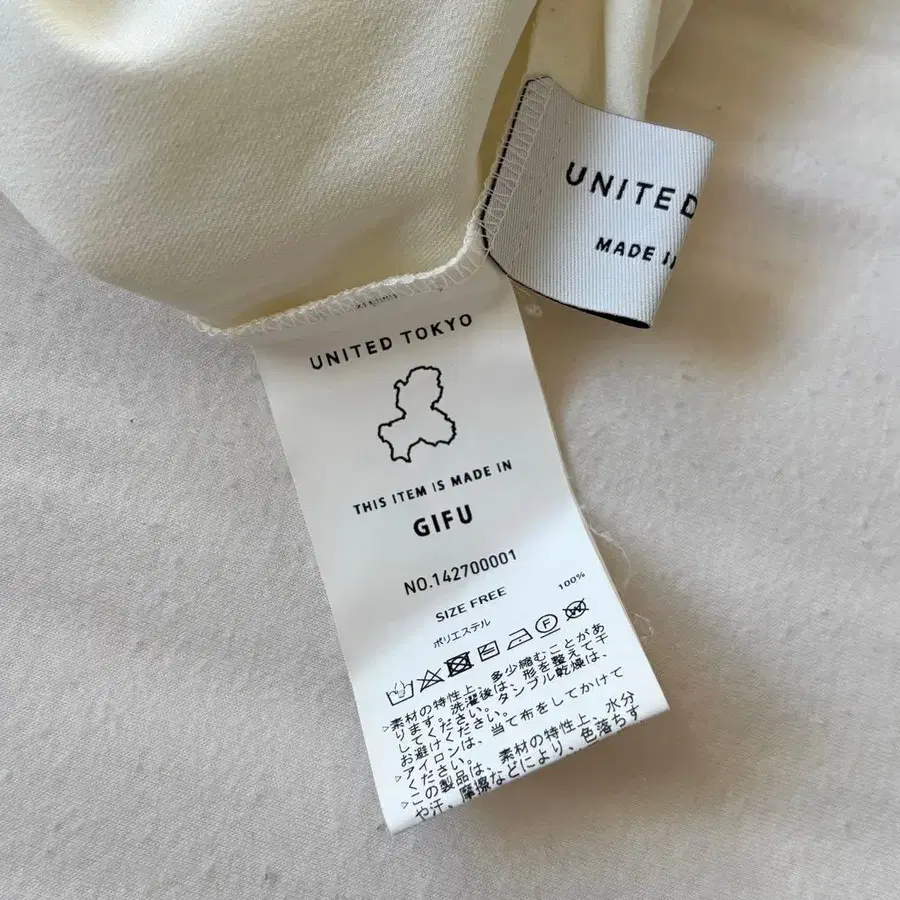 UNITED
MADE
UNITED TOKYO
THIS ITEM IS MADE IN
GIFU
NO.142700001
SIZE FREE
ポリエステル 100%
F
W
▷素材の特性上、多少縮むことがあ
ります。洗濯後は、形を整えて干
してください。タンブル乾燥は、
お避けください。
▷アイロンは、当て布をしてかけて
ください。
▷この製品は、素材の特性上、水分
や汗、摩擦などにより、色落ちす